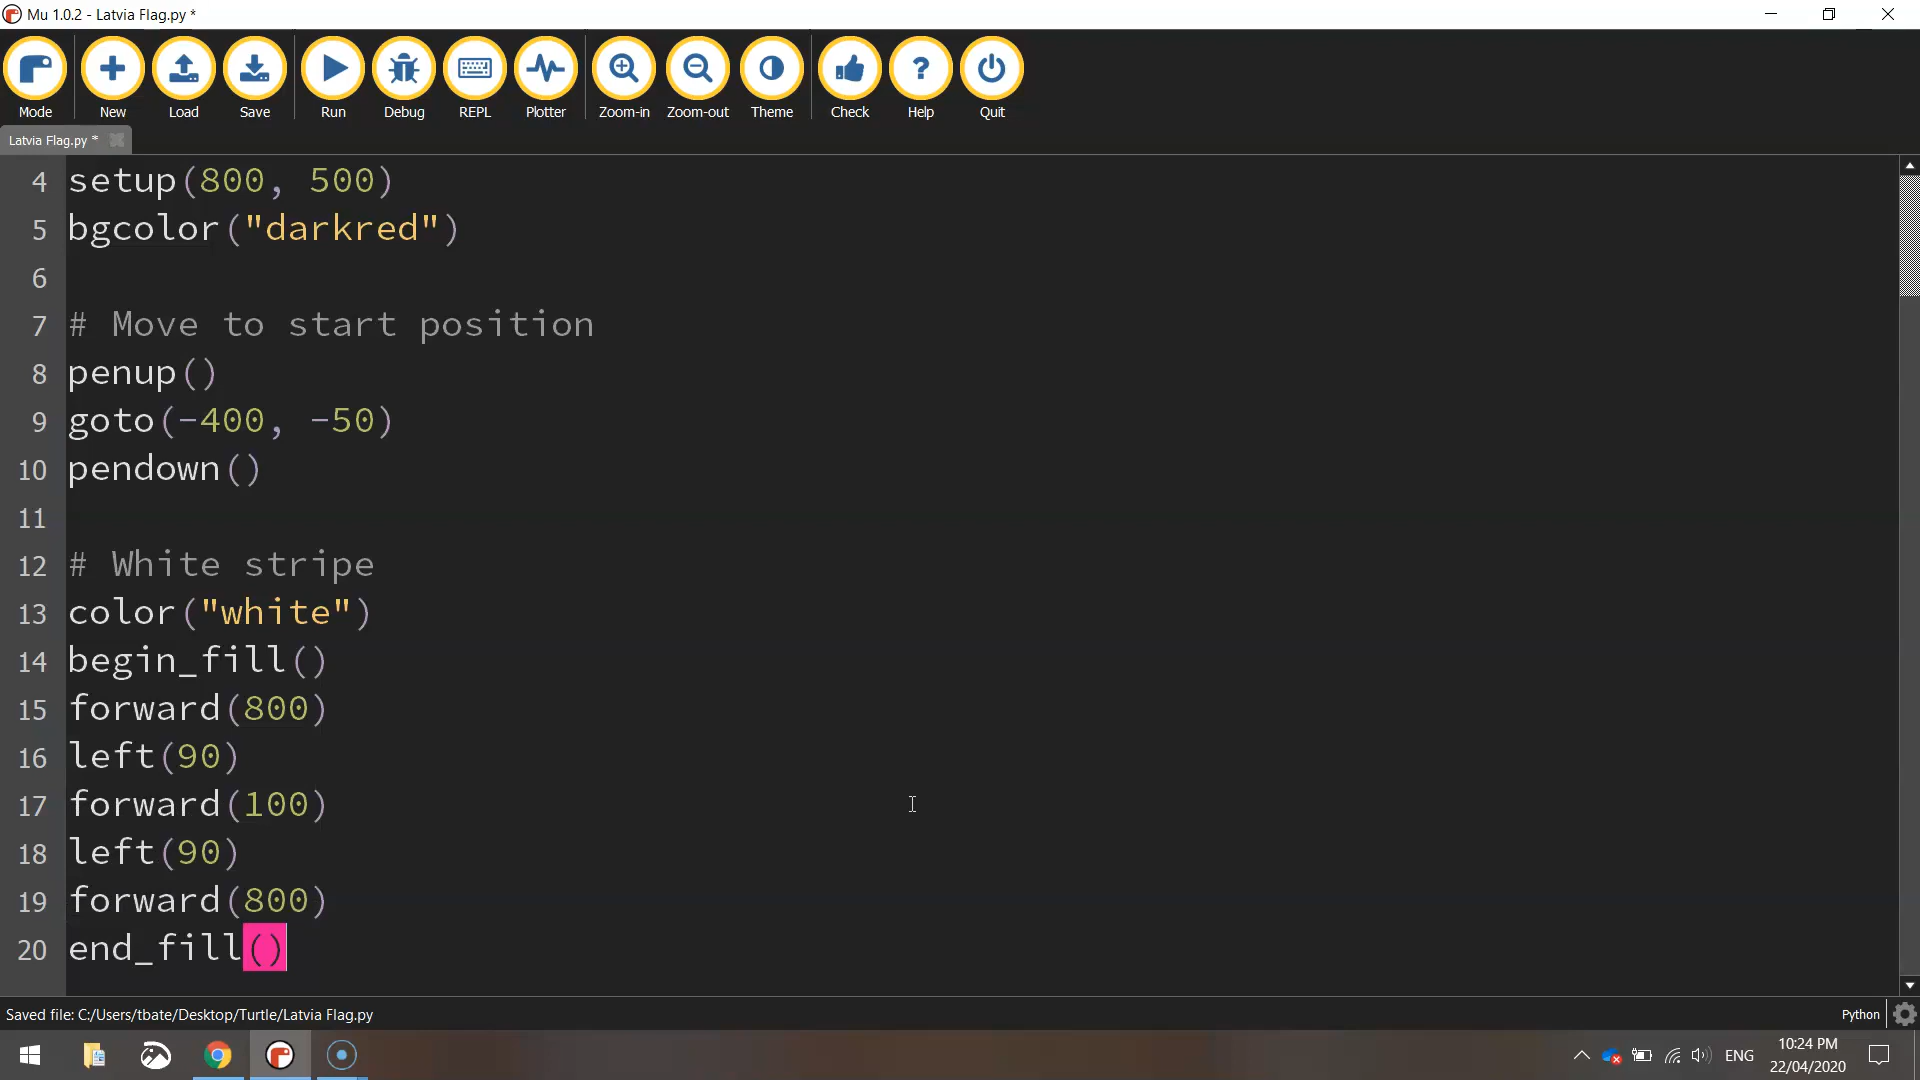 Mu 1.0.2 - Latvia Flag.py *
Mode New Load Save Run Debug REPL Plotter Zoom-in Zoom-out Theme Check Help Quit
Latvia Flag.py *
4 setup(800, 500)
5 bgcolor("darkred")
6
7 # Move to start position
8 penup()
9 goto(-400, -50)
10 pendown()
11
12 # White stripe
13 color("white")
14 begin_fill()
15 forward(800)
16 left(90)
17 forward(100)
18 left(90)
19 forward(800)
20 end_fill()
Saved file: C:/Users/tbate/Desktop/Turtle/Latvia Flag.py
Python
ENG
10:24 PM
22/04/2020